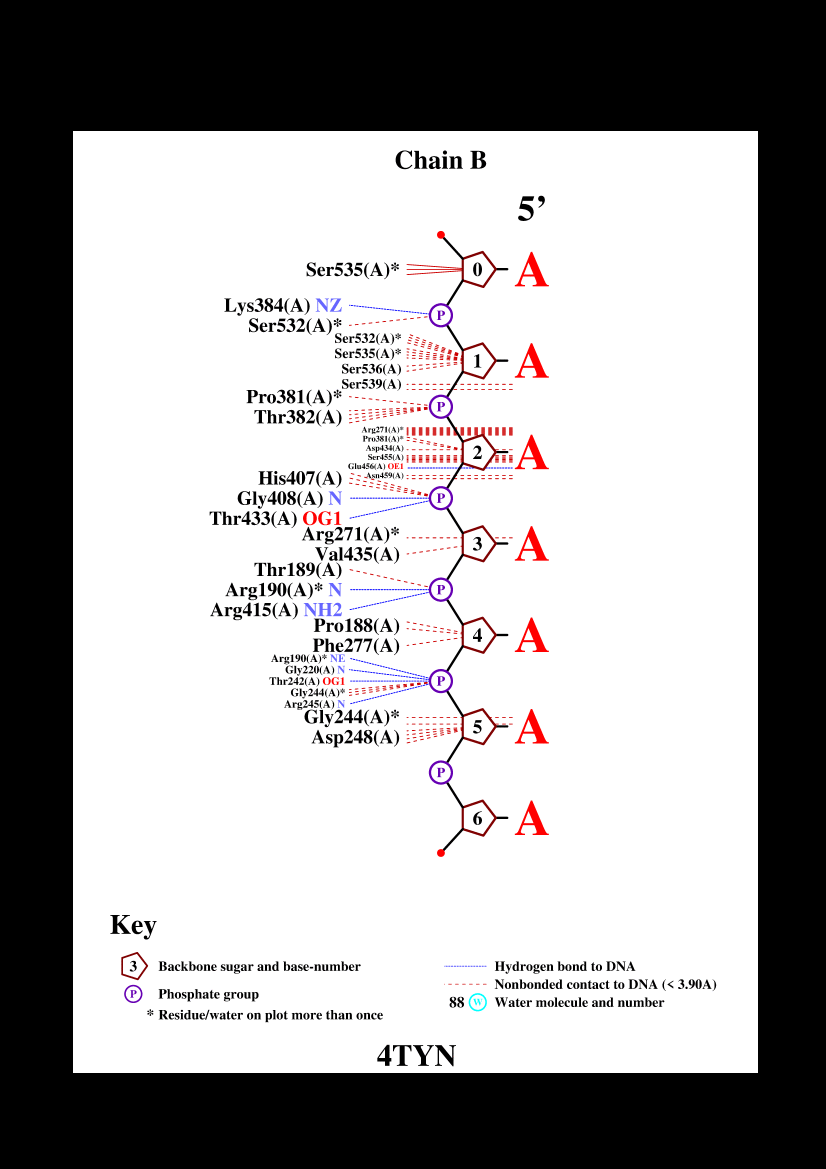 Chain B
5’
Ser535(A)* 0 A
Lys384(A) NZ P
Ser532(A)*
Ser532(A)*
Ser535(A)* 1 A
Ser536(A)
Ser539(A)
Pro381(A)* P
Thr382(A)
Arg271(A)*
Pro381(A)*
Asp434(A) 2 A
Ser455(A)
Glu456(A) OE1
Asn459(A)
His407(A)
Gly408(A) N P
Thr433(A) OG1
Arg271(A)* 3 A
Val435(A)
Thr189(A)
Arg190(A)* N P
Arg415(A) NH2
Pro188(A) 4 A
Phe277(A)
Arg190(A)* NE
Gly220(A) N
Thr242(A) OG1 P
Gly244(A)*
Arg245(A) N
Gly244(A)* 5 A
Asp248(A)
P
6 A
Key
3 Backbone sugar and base-number
P Phosphate group
* Residue/water on plot more than once
Hydrogen bond to DNA
Nonbonded contact to DNA (< 3.90A)
88 W Water molecule and number
4TYN